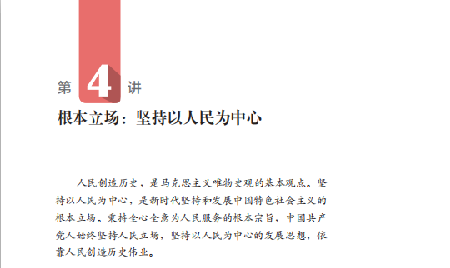 第 4 讲
根本立场：坚持以人民为中心
人民创造历史，是马克思主义唯物史观的基本观点。坚
持以人民为中心，是新时代坚持和发展中国特色社会主义的
根本立场。秉持全心全意为人民服务的根本宗旨，中国共产
党人始终坚持人民立场，坚持以人民为中心的发展思想，依
靠人民创造历史伟业。